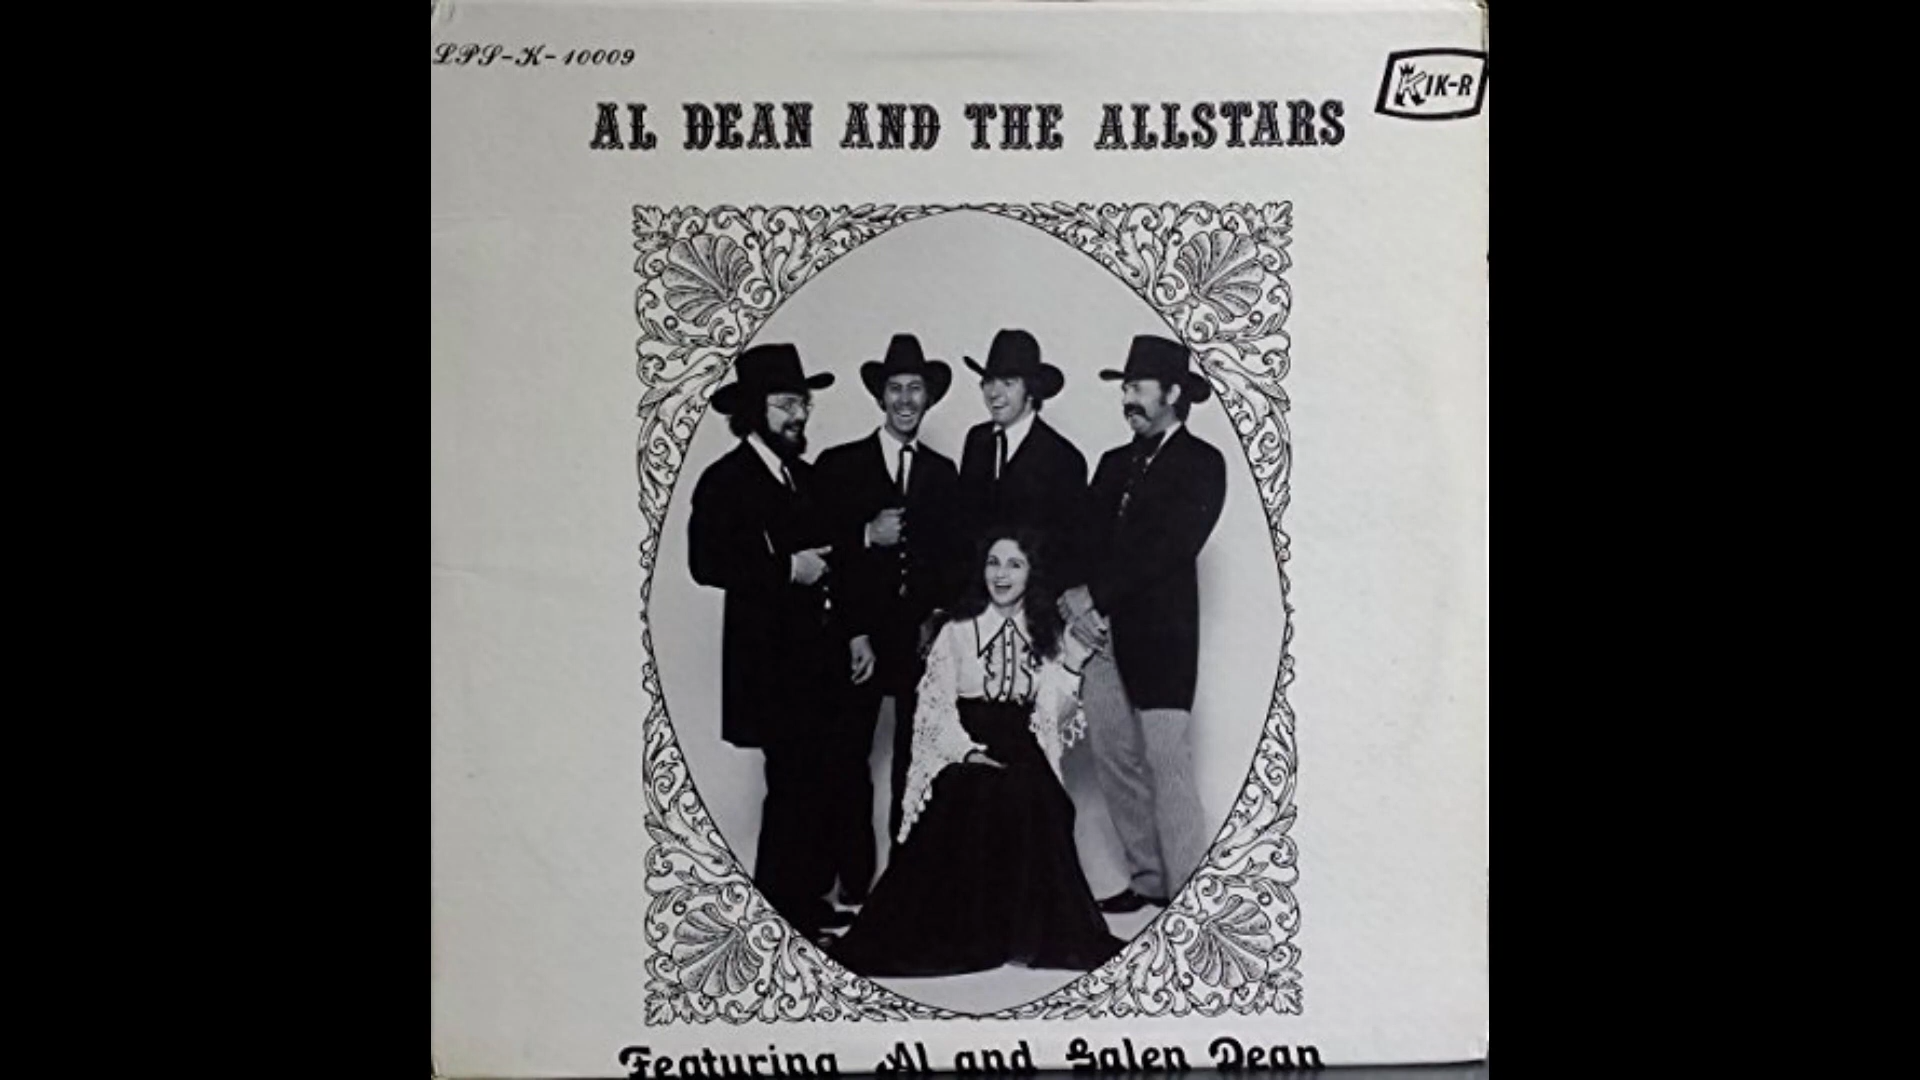 LPS-K-10009
KIK-R
AL DEAN AND THE ALLSTARS
Featuring Al and Galen Dean